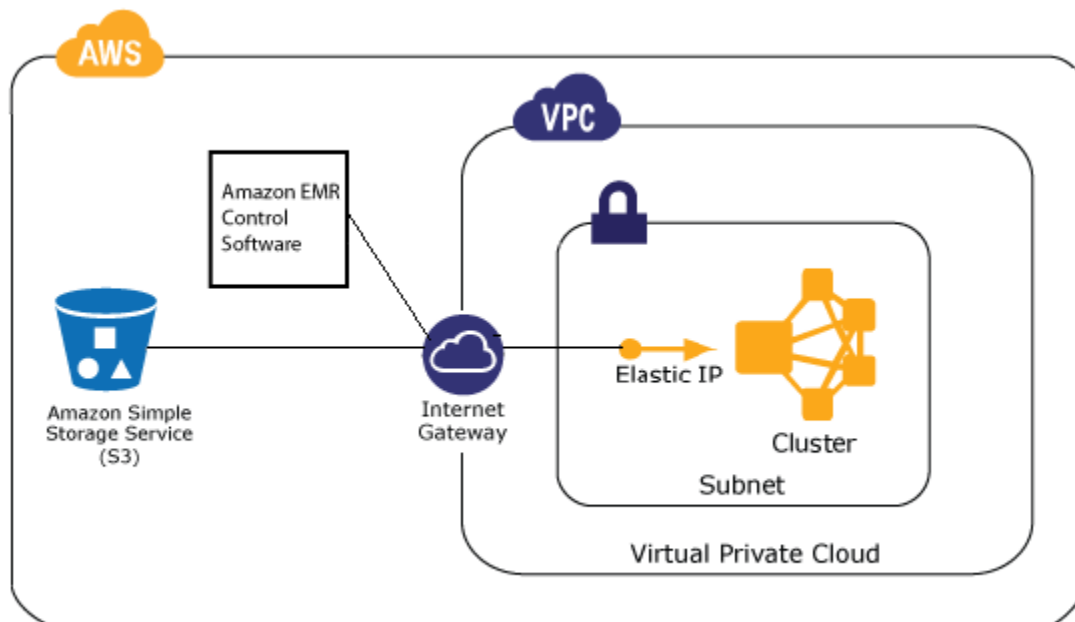 AWS
VPC
Amazon EMR
Control
Software
Elastic IP
Amazon Simple
Storage Service
(S3)
Internet
Gateway
Cluster
Subnet
Virtual Private Cloud